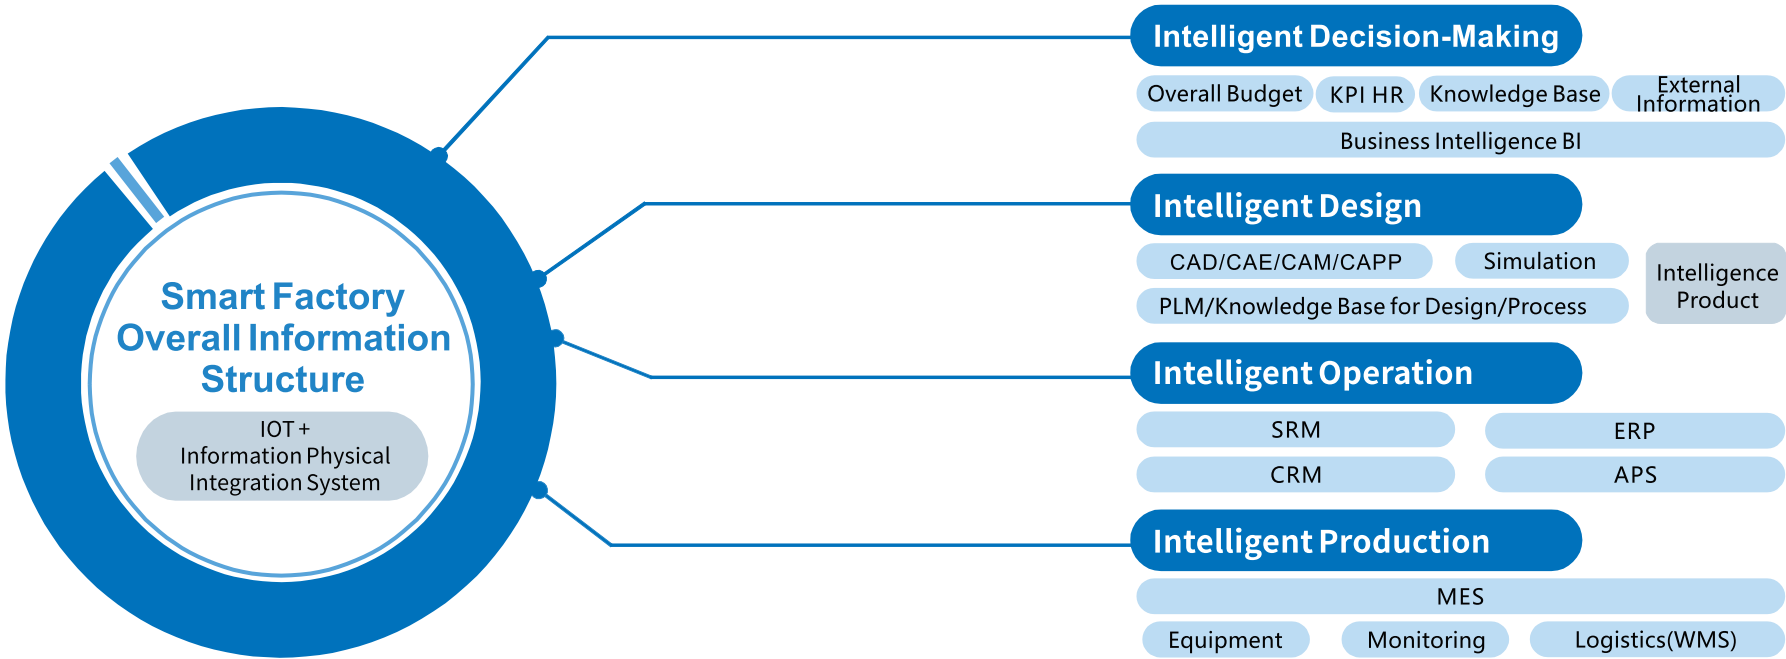 Smart Factory
Overall Information
Structure
IOT +
Information Physical
Integration System
Intelligent Decision-Making
Overall Budget
KPI HR
Knowledge Base
External
Information
Business Intelligence BI
Intelligent Design
CAD/CAE/CAM/CAPP
Simulation
PLM/Knowledge Base for Design/Process
Intelligence
Product
Intelligent Operation
SRM
ERP
CRM
APS
Intelligent Production
MES
Equipment
Monitoring
Logistics(WMS)